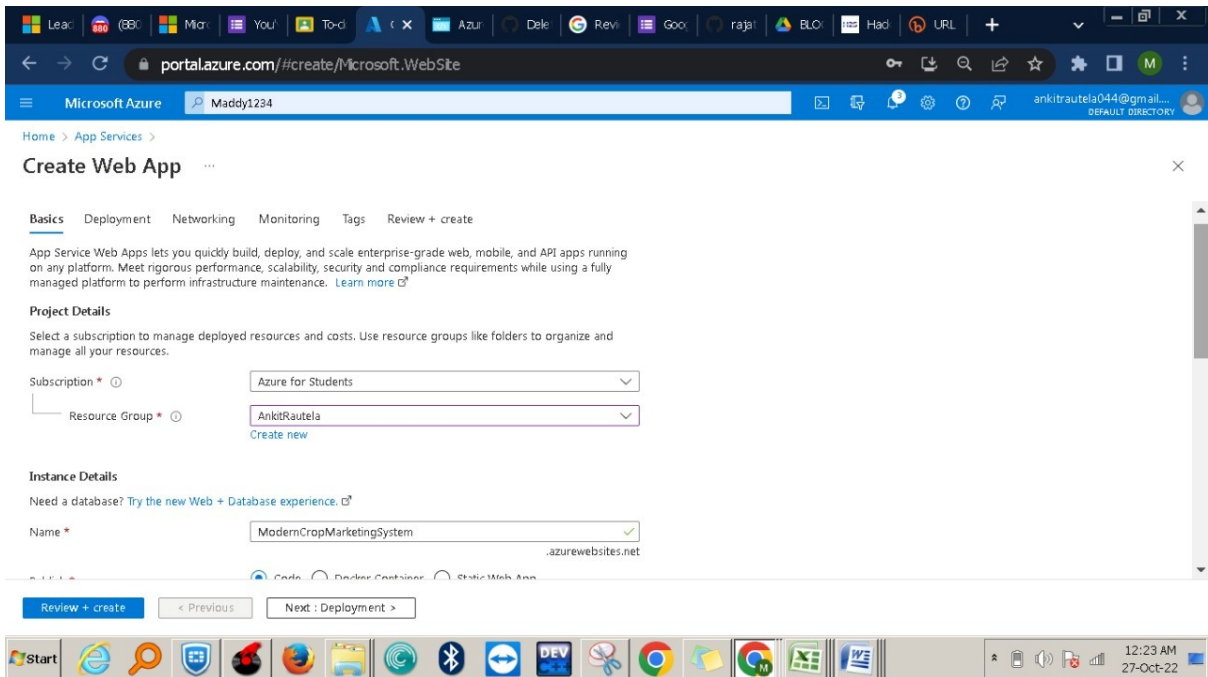 Lead (880 Micro You' To-d ( Azur Dele Revi Goog rajat BLO( Had URL
portal.azure.com/#create/Microsoft.WebSite M
Microsoft Azure Maddy1234 3 ankitrautela044@gmail....
DEFAULT DIRECTORY
Home > App Services >
Create Web App ...
Basics Deployment Networking Monitoring Tags Review + create
App Service Web Apps lets you quickly build, deploy, and scale enterprise-grade web, mobile, and API apps running
on any platform. Meet rigorous performance, scalability, security and compliance requirements while using a fully
managed platform to perform infrastructure maintenance. Learn more
Project Details
Select a subscription to manage deployed resources and costs. Use resource groups like folders to organize and
manage all your resources.
Subscription * Azure for Students
Resource Group * AnkitRautela
Create new
Instance Details
Need a database? Try the new Web + Database experience.
Name * ModernCropMarketingSystem
.azurewebsites.net
Code Docker Container Static Web App
Review + create < Previous Next : Deployment >
Start DEV 12:23 AM
27-Oct-22